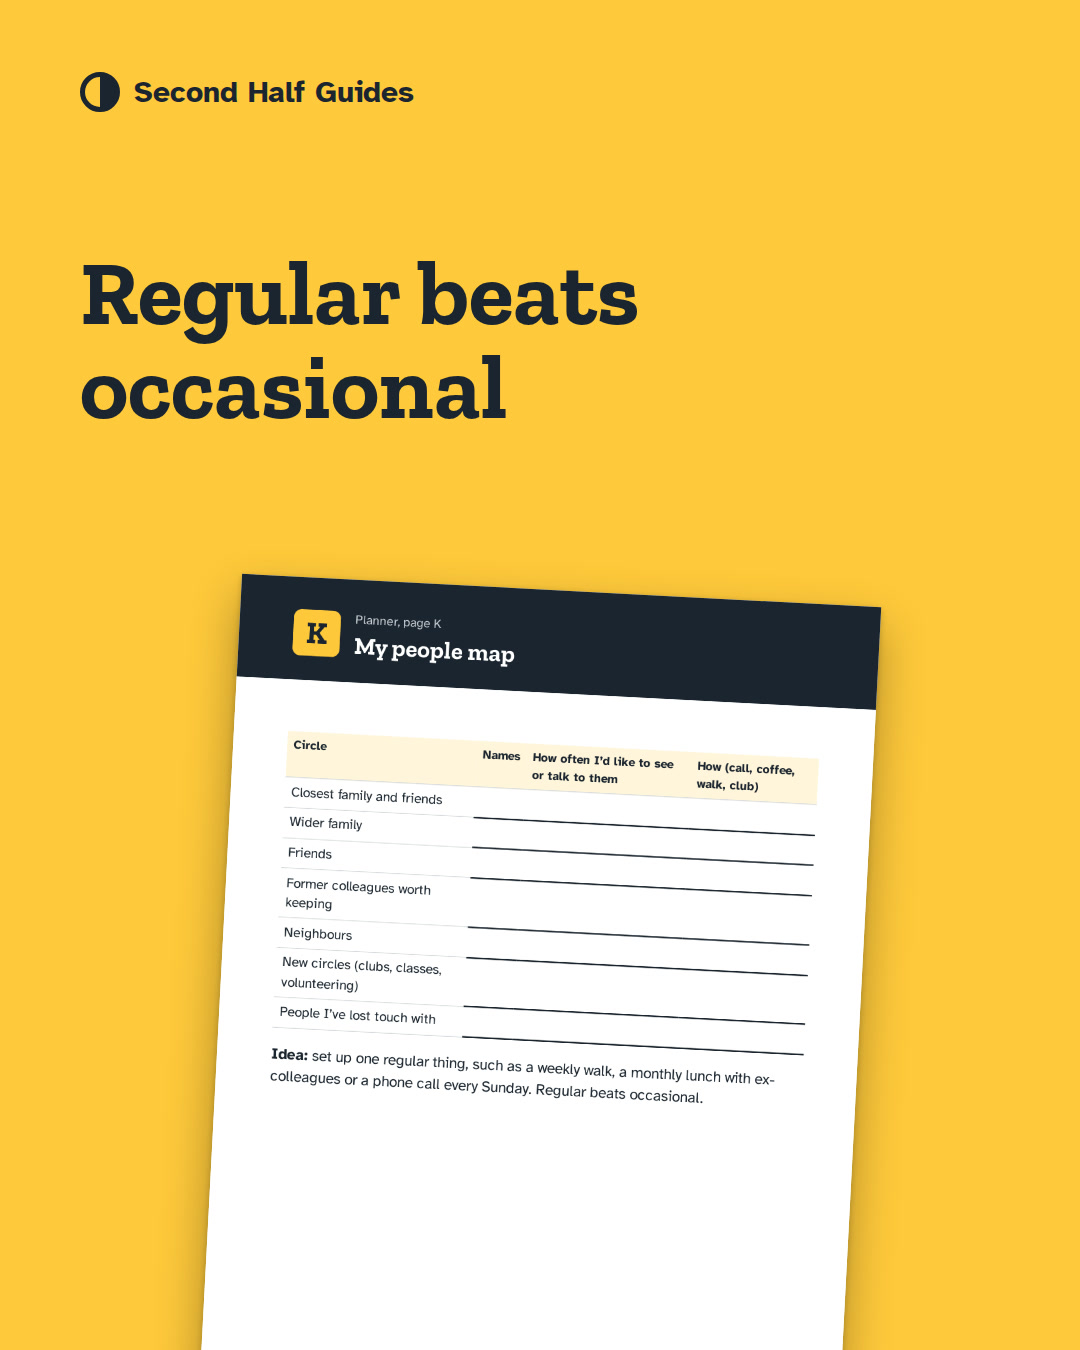 Second Half Guides
Regular beats
occasional
K
Planner, page K
My people map
Circle
Names
How often I'd like to see
or talk to them
How (call, coffee,
walk, club)
Closest family and friends
Wider family
Friends
Former colleagues worth
keeping
Neighbours
New circles (clubs, classes,
volunteering)
People I've lost touch with
Idea: set up one regular thing, such as a weekly walk, a monthly lunch with ex-
colleagues or a phone call every Sunday. Regular beats occasional.